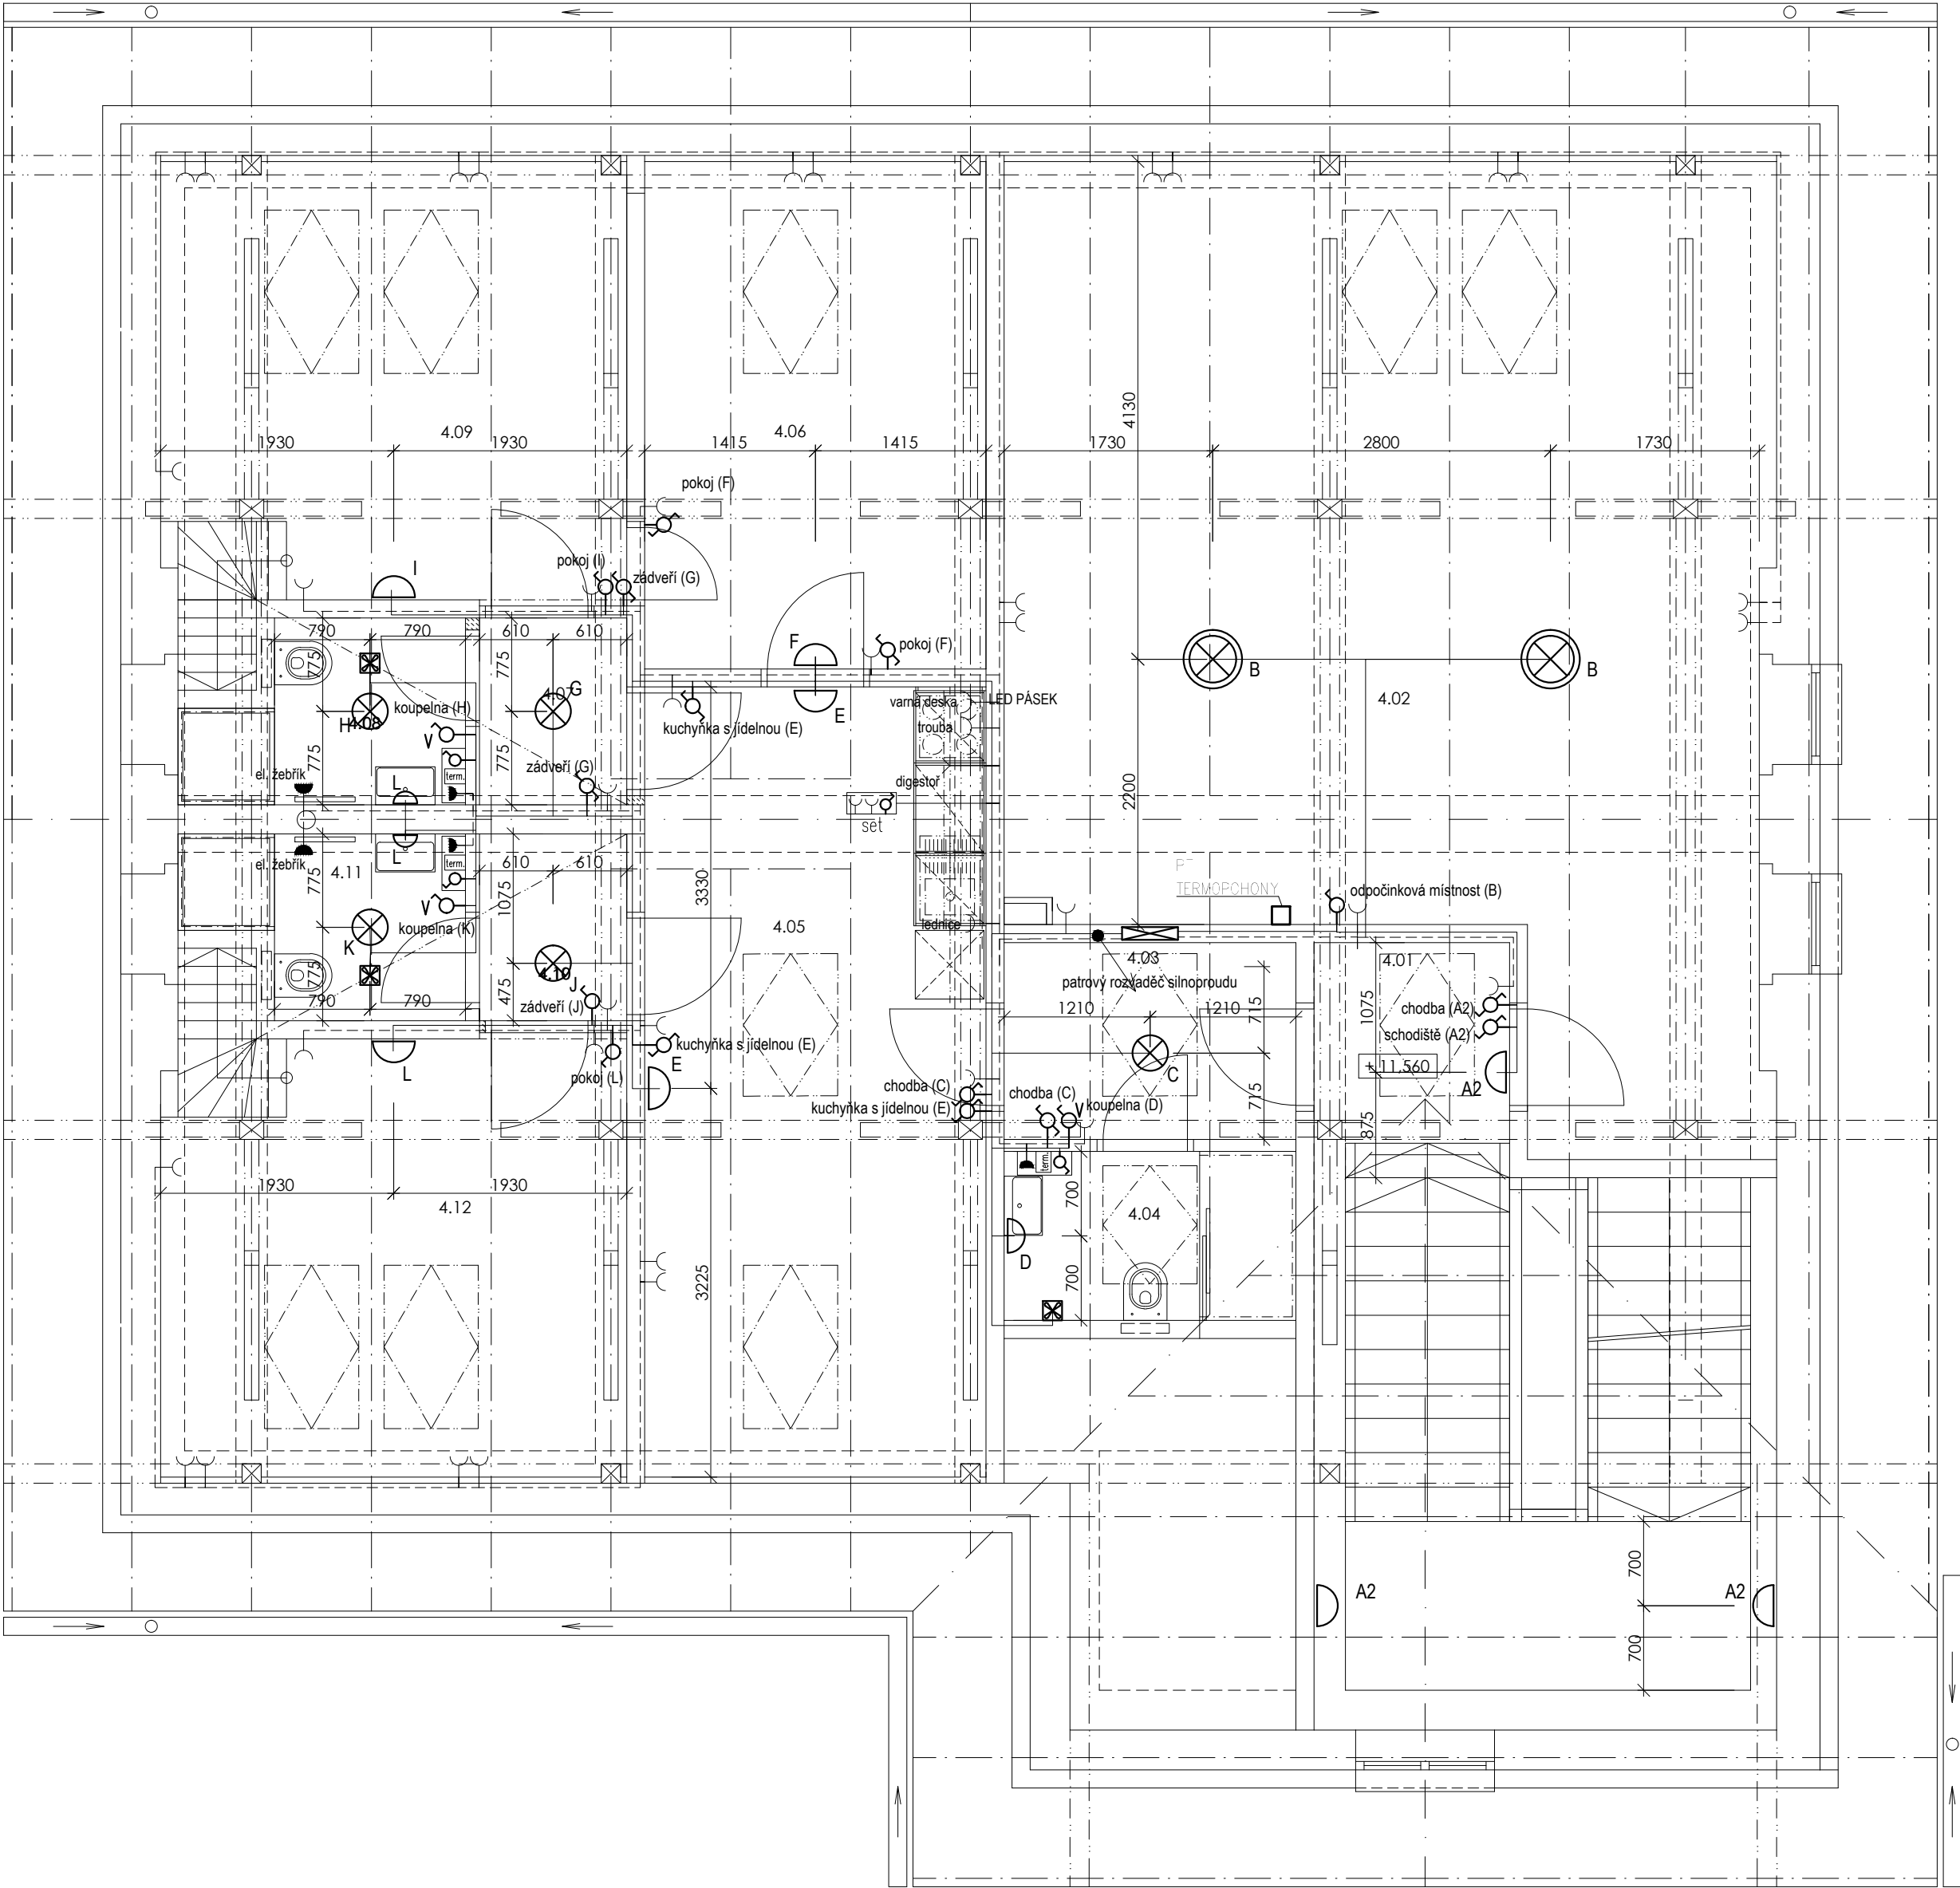 4.09
1930
1930
4.06
1415
1415
1730
2800
1730
4130
pokoj (F)
pokoj (I)
zádveří (G)
I
790
790
610
610
775
775
F
pokoj (F)
B
B
4.02
4.07
G
koupelna (H)
H
4.08
V
E
kuchyňka s jídelnou (E)
varná deska
LED PÁSEK
trouba
775
775
zádveří (G)
el. žebřík
L
term.
digestoř
set
2200
L
term.
el. žebřík
4.11
775
610
610
1075
3330
V
koupelna (K)
K
4.05
lednice
TERMOPCHONY
odpočinková místnost (B)
4.03
4.01
patrový rozvaděč silnoproudu
4.10
J
775
475
zádveří (J)
790
790
1210
1210
715
1075
chodba (A2)
schodiště (A2)
kuchyňka s jídelnou (E)
E
pokoj (L)
L
C
+11,560
A2
chodba (C)
kuchyňka s jídelnou (E)
chodba (C)
V
koupelna (D)
715
875
term.
1930
1930
4.12
700
4.04
D
700
3225
700
A2
A2
700